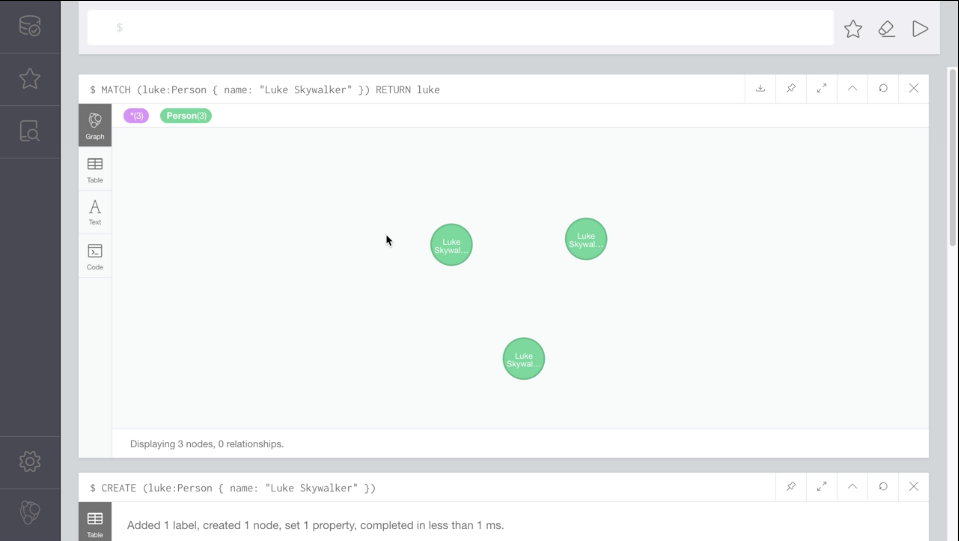 $
$ MATCH (luke:Person { name: "Luke Skywalker" }) RETURN luke
Graph
*(3)
Person(3)
Table
Text
Code
Luke
Skywal...
Luke
Skywal...
Luke
Skywal...
Displaying 3 nodes, 0 relationships.
$ CREATE (luke:Person { name: "Luke Skywalker" })
Table
Added 1 label, created 1 node, set 1 property, completed in less than 1 ms.